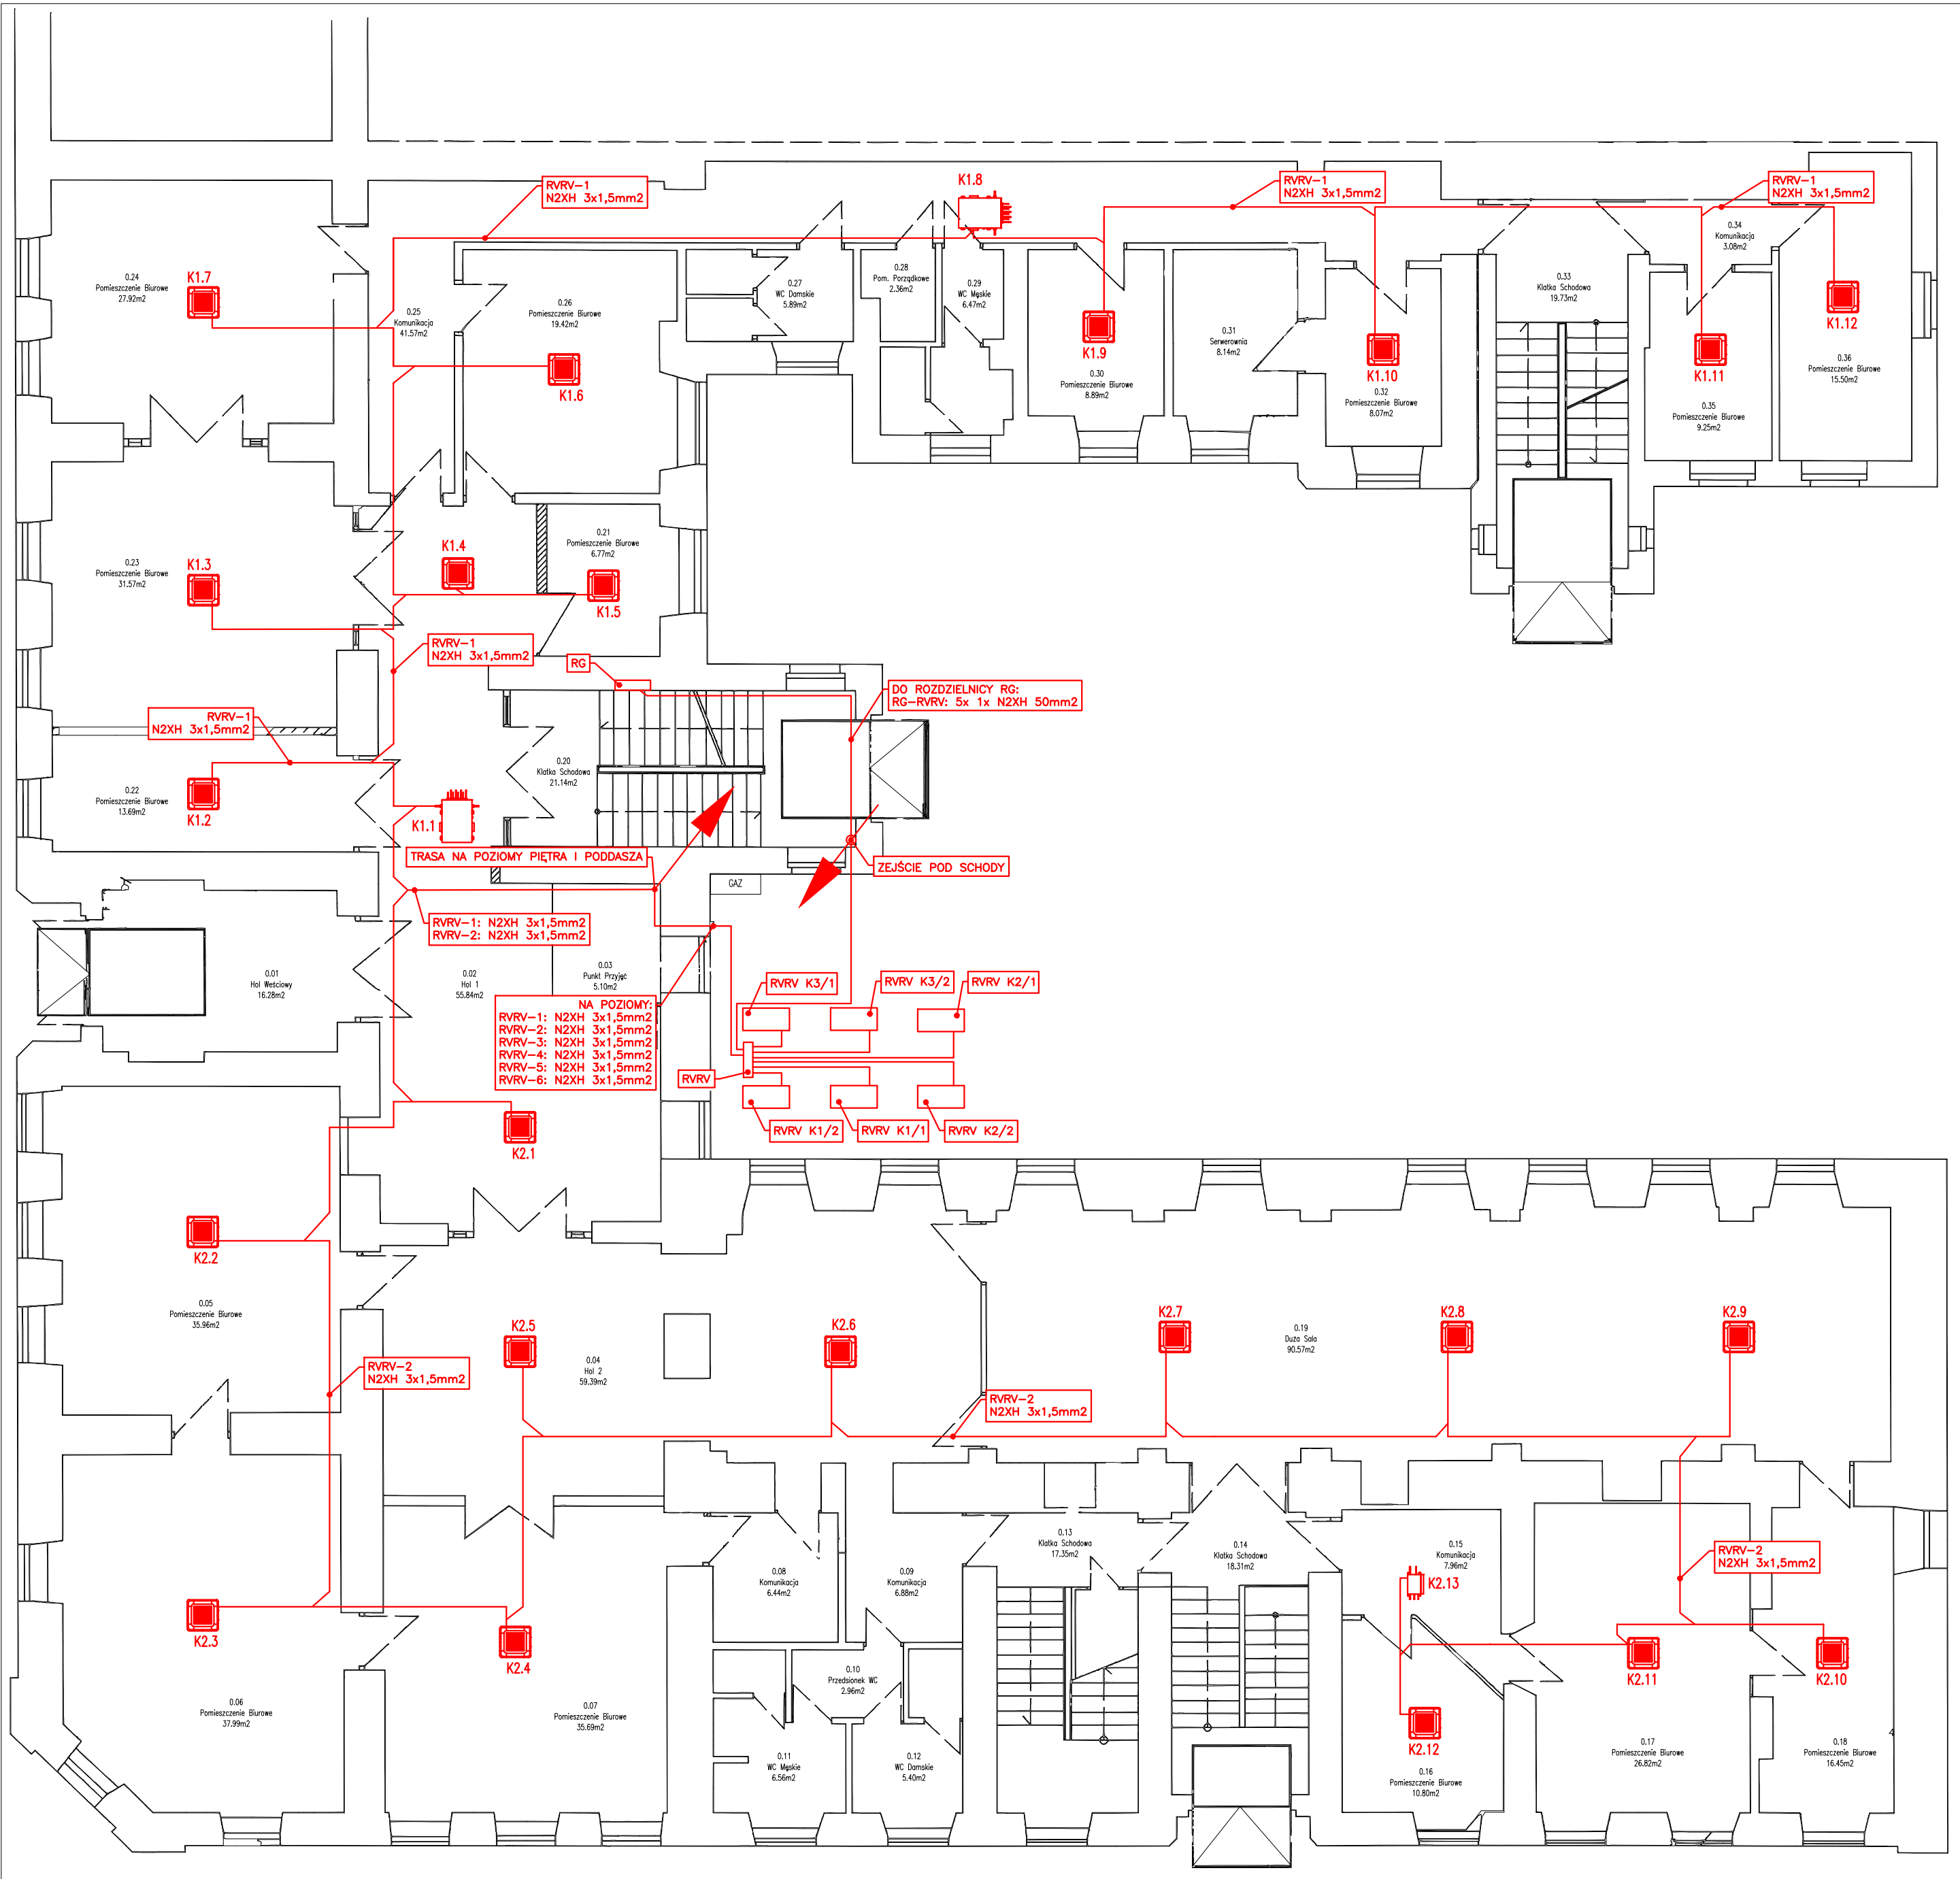 K1.8
RVRV-1
N2XH 3x1,5mm2
RVRV-1
N2XH 3x1,5mm2
RVRV-1
N2XH 3x1,5mm2
0.24
Pomieszczenie Biurowe
27.92m2
K1.7
0.25
Komunikacja
41.57m2
0.26
Pomieszczenie Biurowe
19.42m2
K1.6
0.27
WC Damskie
5.89m2
0.28
Pom. Porządkowe
2.36m2
0.29
WC Męskie
6.47m2
K1.9
0.30
Pomieszczenie Biurowe
8.89m2
0.31
Serwerownia
8.14m2
K1.10
0.32
Pomieszczenie Biurowe
8.07m2
0.33
Klatka Schodowa
19.73m2
0.34
Komunikacja
3.08m2
K1.11
0.35
Pomieszczenie Biurowe
9.25m2
K1.12
0.36
Pomieszczenie Biurowe
15.50m2
0.23
Pomieszczenie Biurowe
31.57m2
K1.3
K1.4
0.21
Pomieszczenie Biurowe
6.77m2
K1.5
RVRV-1
N2XH 3x1,5mm2
RG
DO ROZDZIELNICY RG:
RG-RVRV: 5x 1x N2XH 50mm2
RVRV-1
N2XH 3x1,5mm2
0.20
Klatka Schodowa
21.14m2
0.22
Pomieszczenie Biurowe
13.69m2
K1.2
K1.1
TRASA NA POZIOMY PIĘTRA I PODDASZA
ZEJŚCIE POD SCHODY
GAZ
RVRV-1: N2XH 3x1,5mm2
RVRV-2: N2XH 3x1,5mm2
0.01
Hol Weściowy
16.28m2
0.02
Hol 1
55.84m2
0.03
Punkt Przyjęć
5.10m2
RVRV K3/1
RVRV K3/2
RVRV K2/1
NA POZIOMY:
RVRV-1: N2XH 3x1,5mm2
RVRV-2: N2XH 3x1,5mm2
RVRV-3: N2XH 3x1,5mm2
RVRV-4: N2XH 3x1,5mm2
RVRV-5: N2XH 3x1,5mm2
RVRV-6: N2XH 3x1,5mm2
RVRV
RVRV K1/2
RVRV K1/1
RVRV K2/2
K2.1
K2.2
0.05
Pomieszczenie Biurowe
35.96m2
RVRV-2
N2XH 3x1,5mm2
K2.5
0.04
Hol 2
59.39m2
K2.6
K2.7
0.19
Duża Sala
90.57m2
K2.8
K2.9
RVRV-2
N2XH 3x1,5mm2
0.13
Klatka Schodowa
17.35m2
0.14
Klatka Schodowa
18.31m2
0.15
Komunikacja
7.96m2
RVRV-2
N2XH 3x1,5mm2
0.08
Komunikacja
6.44m2
0.09
Komunikacja
6.88m2
K2.13
K2.3
K2.4
0.10
Przedsionek WC
2.96m2
K2.11
K2.10
0.06
Pomieszczenie Biurowe
37.99m2
0.07
Pomieszczenie Biurowe
35.69m2
0.11
WC Męskie
6.56m2
0.12
WC Damskie
5.40m2
K2.12
0.16
Pomieszczenie Biurowe
10.80m2
0.17
Pomieszczenie Biurowe
26.82m2
0.18
Pomieszczenie Biurowe
16.45m2
4